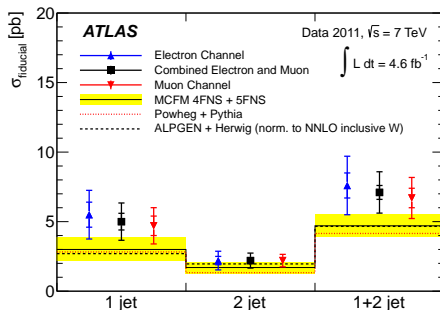 ATLAS
Data 2011, √s = 7 TeV
∫ L dt = 4.6 fb⁻¹
Electron Channel
Combined Electron and Muon
Muon Channel
MCFM 4FNS + 5FNS
Powheg + Pythia
ALPGEN + Herwig (norm. to NNLO inclusive W)
σfiducial [pb]
20
15
10
5
0
1 jet
2 jet
1+2 jet